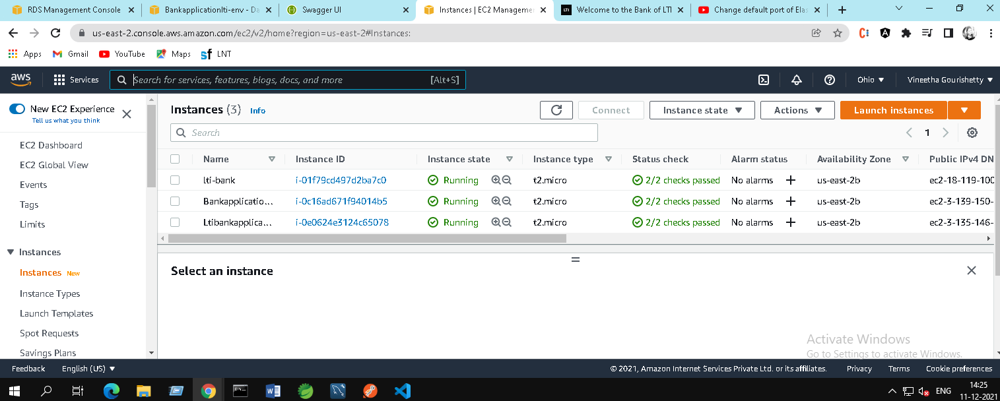 RDS Management Console
Bankapplicationlti-env - Da
Swagger UI
Instances | EC2 Managemen
LTI
Welcome to the Bank of LTI
Change default port of Elas
us-east-2.console.aws.amazon.com/ec2/v2/home?region=us-east-2#Instances:
Apps
Gmail
YouTube
Maps
sf
LNT
aws
Services
Search for services, features, blogs, docs, and more
[Alt+S]
Ohio
Vineetha Gourishetty
New EC2 Experience
Tell us what you think
EC2 Dashboard
EC2 Global View
Events
Tags
Limits
Instances
Instances New
Instance Types
Launch Templates
Spot Requests
Savings Plans
Instances (3) Info
Connect
Instance state
Actions
Launch instances
Search
1
Name Instance ID Instance state Instance type Status check Alarm status Availability Zone Public IPv4 DN
lti-bank i-01f79cd497d2ba7c0 Running t2.micro 2/2 checks passed No alarms + us-east-2b ec2-18-119-100
Bankapplicatio... i-0c16ad671f94014b5 Running t2.micro 2/2 checks passed No alarms + us-east-2b ec2-3-139-150-
Ltibankapplica... i-0e0624e3124c65078 Running t2.micro 2/2 checks passed No alarms + us-east-2b ec2-3-135-146-
Select an instance
Activate Windows
Go to Settings to activate Windows.
Feedback
English (US)
© 2021, Amazon Internet Services Private Ltd. or its affiliates.
Privacy
Terms
Cookie preferences
ENG
14:25
11-12-2021